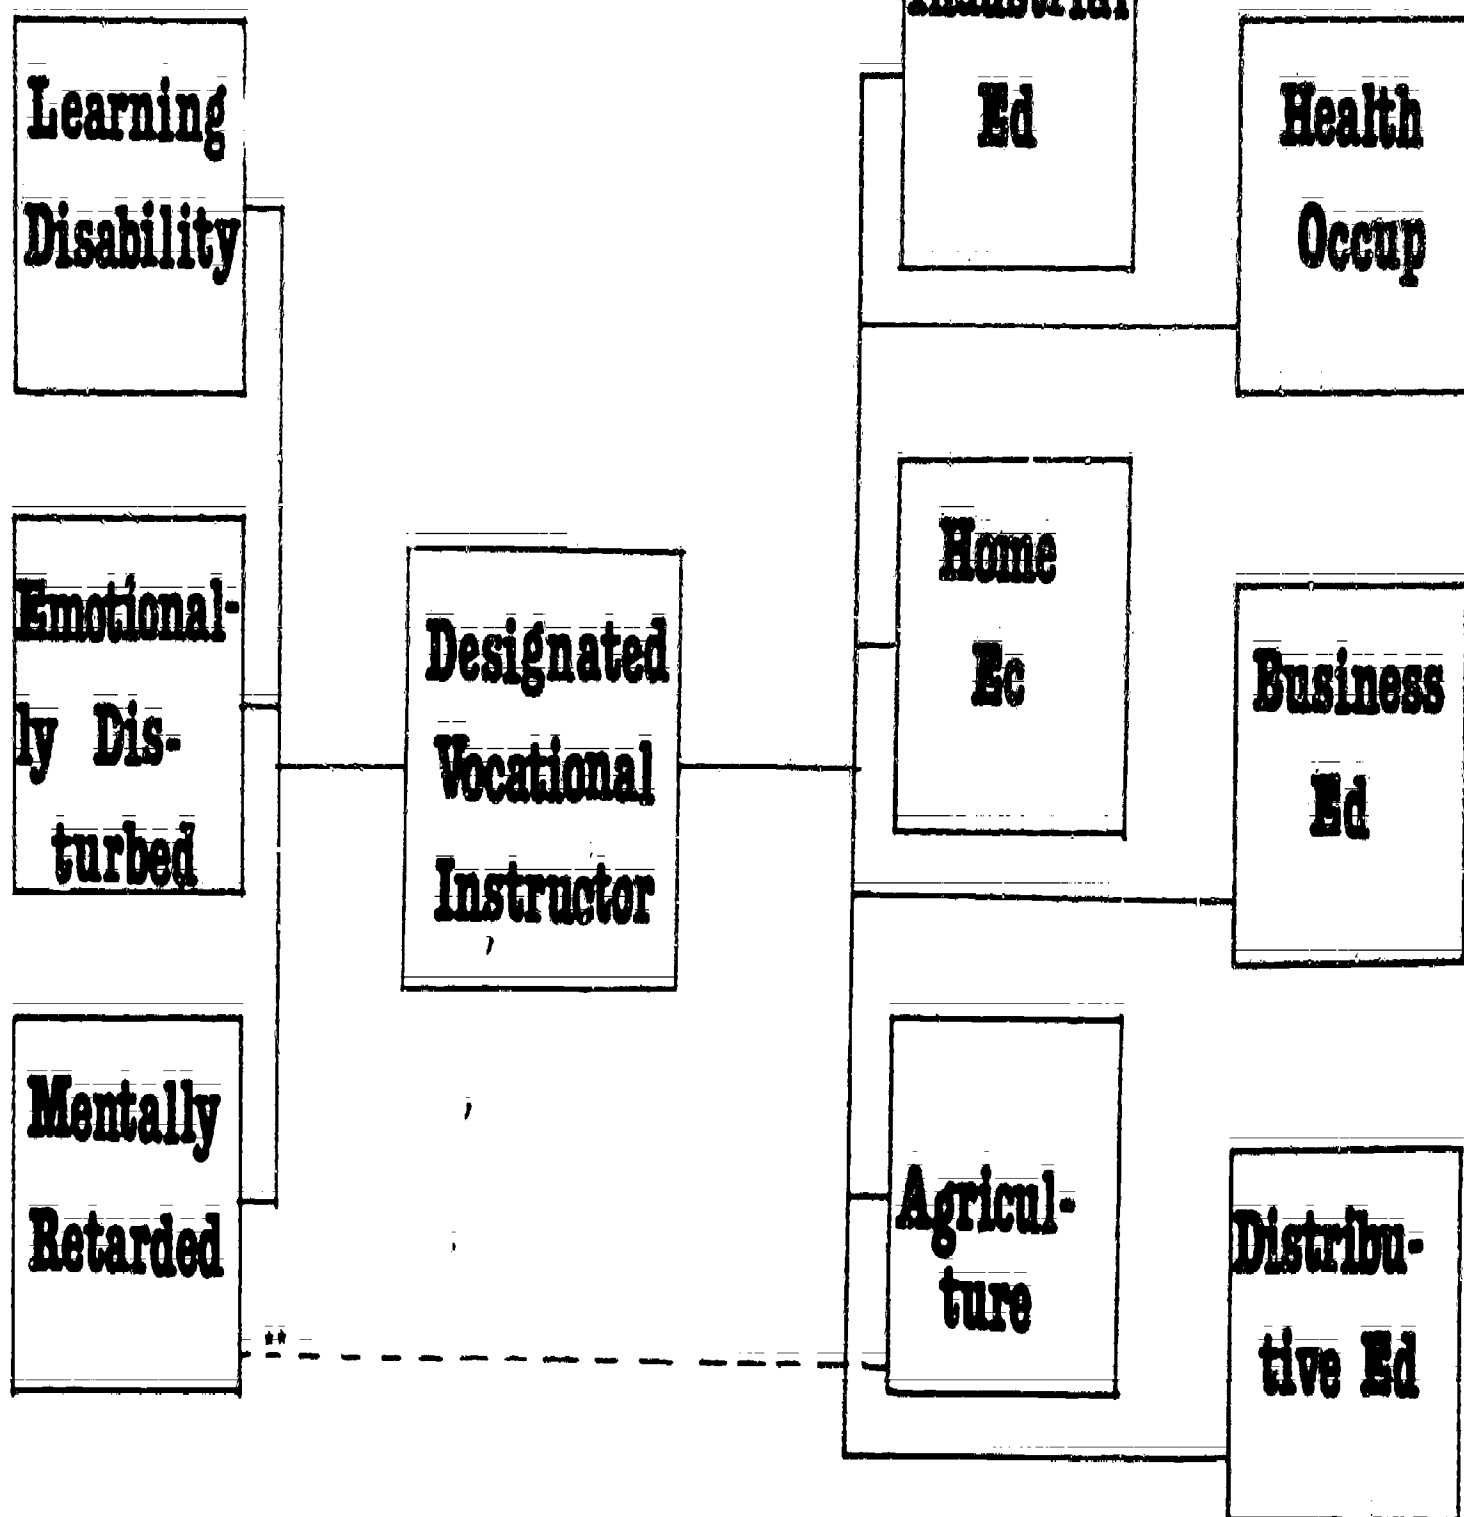 Learning
Disability
Emotional-
ly Dis-
turbed
Mentally
Retarded
Designated
Vocational
Instructor
Industrial
Ed
Home
Ec
Agricul-
ture
Health
Occup
Business
Ed
Distribu-
tive Ed